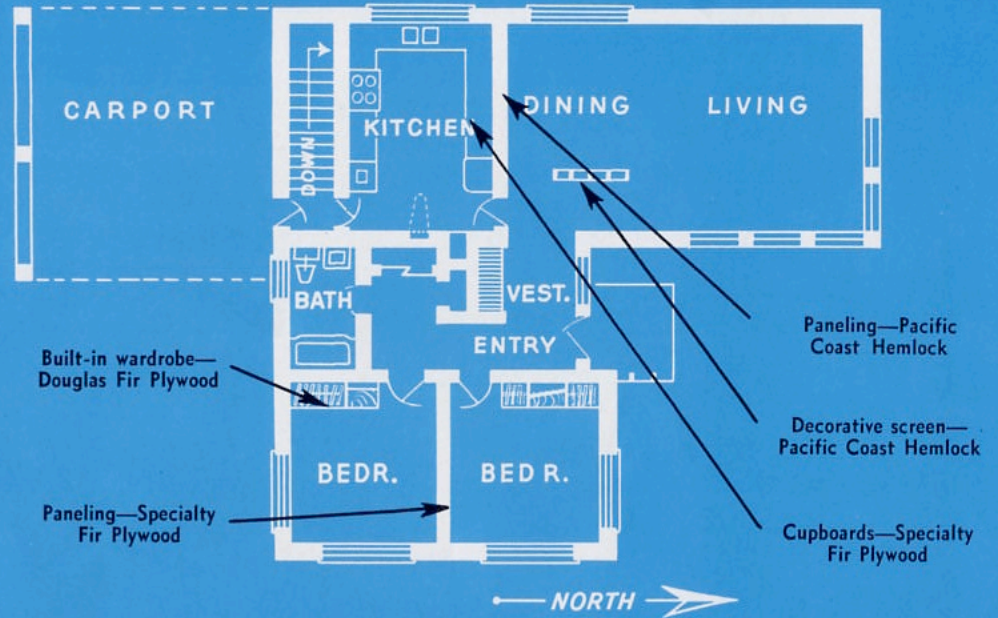 CARPORT
DOWN
KITCHEN
DINING
LIVING
BATH
VEST.
ENTRY
Paneling—Pacific
Coast Hemlock
Built-in wardrobe—
Douglas Fir Plywood
Decorative screen—
Pacific Coast Hemlock
BEDR.
BEDR.
Paneling—Specialty
Fir Plywood
Cupboards—Specialty
Fir Plywood
NORTH